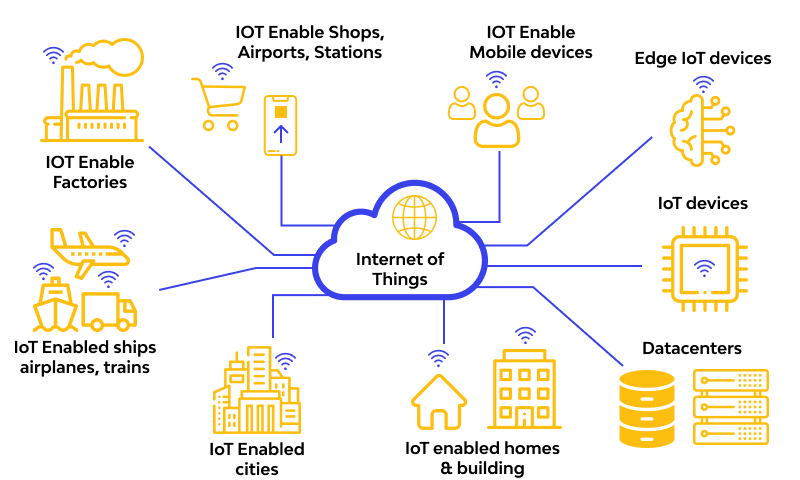 IOT Enable Shops,
Airports, Stations
IOT Enable
Mobile devices
Edge IoT devices
IOT Enable
Factories
IoT devices
Internet of
Things
IoT Enabled ships
airplanes, trains
Datacenters
IoT Enabled
cities
IoT enabled homes
& building